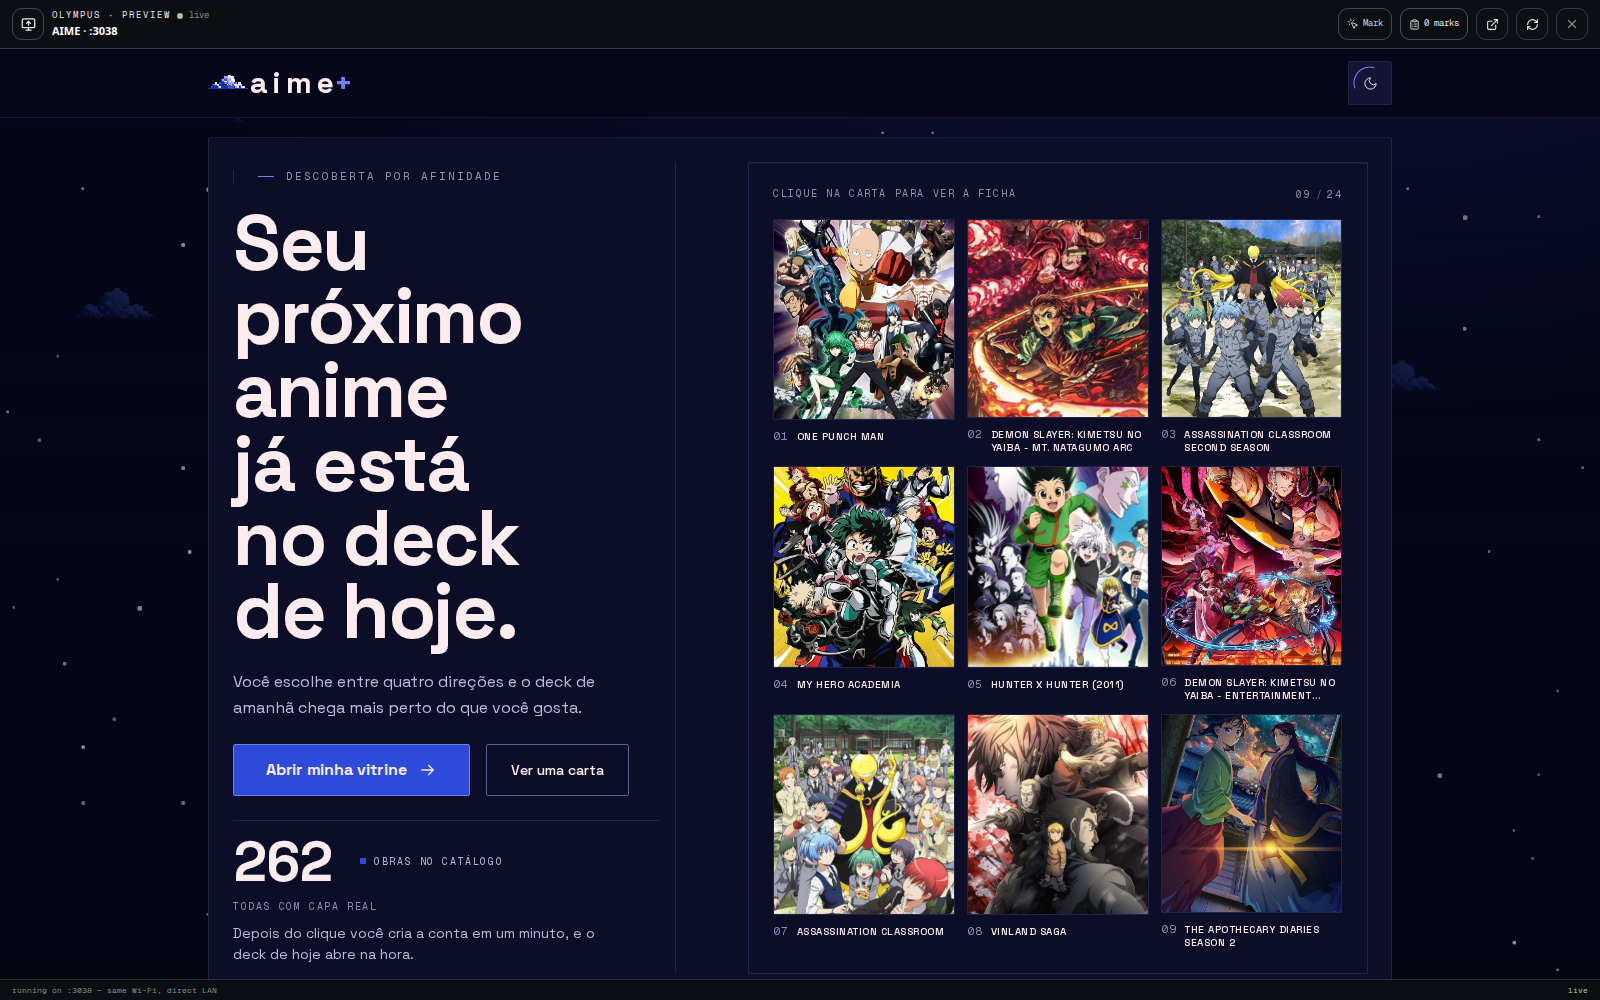 OLYMPUS · PREVIEW ● live
AIME · :3038
Mark
0 marks
aime+
DESCOBERTA POR AFINIDADE
Seu
próximo
anime
já está
no deck
de hoje.
Você escolhe entre quatro direções e o deck de
amanhã chega mais perto do que você gosta.
Abrir minha vitrine →
Ver uma carta
262
OBRAS NO CATÁLOGO
TODAS COM CAPA REAL
Depois do clique você cria a conta em um minuto, e o
deck de hoje abre na hora.
CLIQUE NA CARTA PARA VER A FICHA
09 / 24
01 ONE PUNCH MAN
02 DEMON SLAYER: KIMETSU NO
YAIBA - MT. NATAGUMO ARC
03 ASSASSINATION CLASSROOM
SECOND SEASON
04 MY HERO ACADEMIA
05 HUNTER X HUNTER (2011)
06 DEMON SLAYER: KIMETSU NO
YAIBA - ENTERTAINMENT...
07 ASSASSINATION CLASSROOM
08 VINLAND SAGA
09 THE APOTHECARY DIARIES
SEASON 2
running on :3038 — same Wi-Fi, direct LAN
live